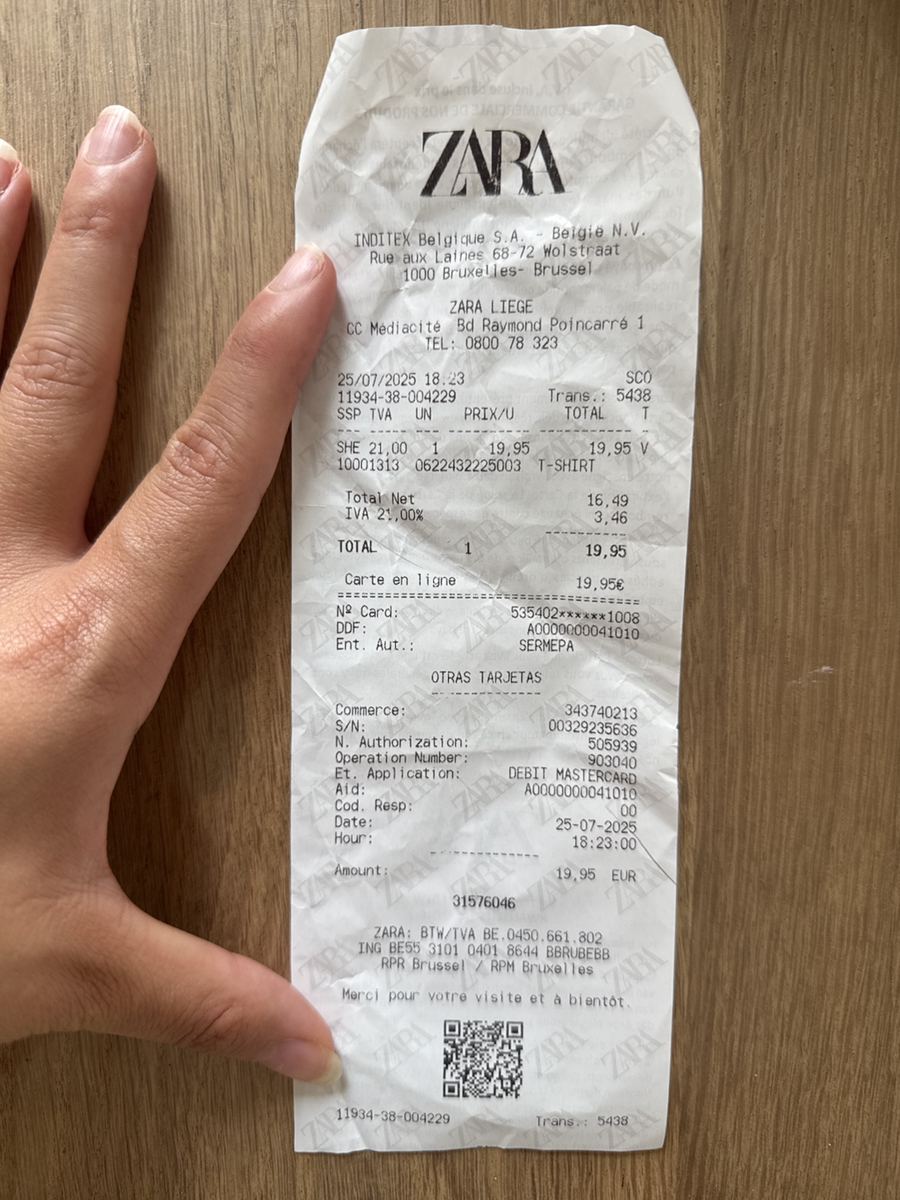 ZARA
INDITEX Belgique S.A. - België N.V.
Rue aux Laines 68-72 Wolstraat
1000 Bruxelles- Brussel
ZARA LIEGE
CC Médiacité Bd Raymond Poincarré 1
TEL: 0800 78 323
25/07/2025 18:23 SCO
11934-38-004229 Trans.: 5438
SSP TVA UN PRIX/U TOTAL T
SHE 21,00 1 19,95 19,95 V
10001313 0622432225003 T-SHIRT
Total Net 16,49
IVA 21,00% 3,46
TOTAL 1 19,95
Carte en ligne 19,95€
Nº Card: 535402******1008
DDF: A0000000041010
Ent. Aut.: SERMEPA
OTRAS TARJETAS
Commerce: 343740213
S/N: 00329235636
N. Authorization: 505939
Operation Number: 903040
Et. Application: DEBIT MASTERCARD
Aid: A0000000041010
Cod. Resp: 00
Date: 25-07-2025
Hour: 18:23:00
Amount: 19,95 EUR
31576046
ZARA: BTW/TVA BE.0450.661.802
ING BE55 3101 0401 8644 BBRUBEBB
RPR Brussel / RPM Bruxelles
Merci pour votre visite et à bientôt.
11934-38-004229 Trans.: 5438